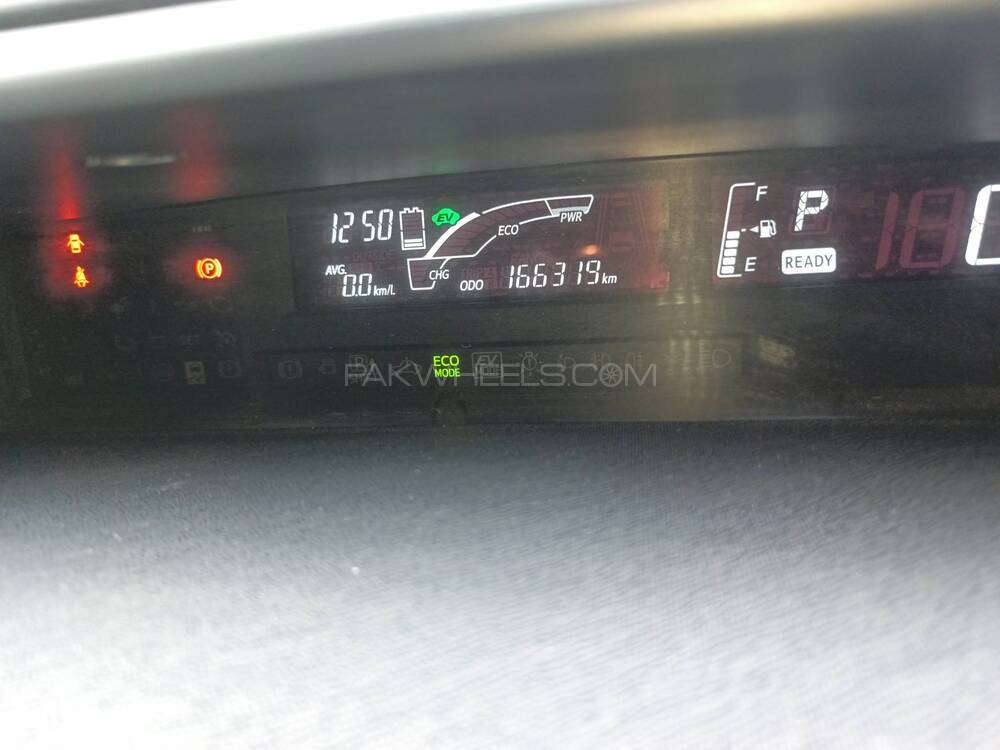 12:50
EV
ECO
PWR
AVG.
0.0 km/L
CHG
ODO 166319 km
F
E
P
READY
P
ECO
MODE
EV
PAKWHEELS.COM